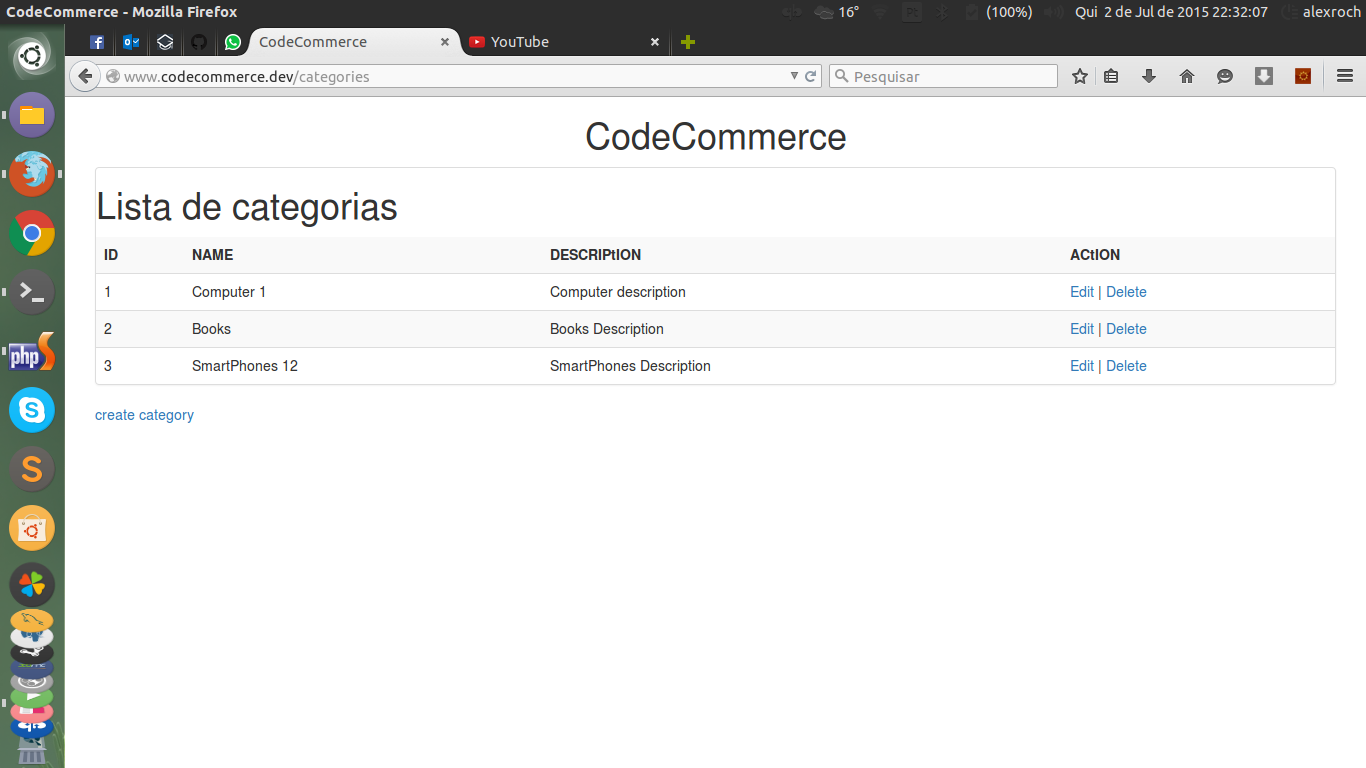 CodeCommerce - Mozilla Firefox
16° (100%) Qui 2 de Jul de 2015 22:32:07 alexroch
CodeCommerce YouTube
www.codecommerce.dev/categories Pesquisar
CodeCommerce
Lista de categorias
ID NAME DESCRIPtION ACtION
1 Computer 1 Computer description Edit | Delete
2 Books Books Description Edit | Delete
3 SmartPhones 12 SmartPhones Description Edit | Delete
create category
php